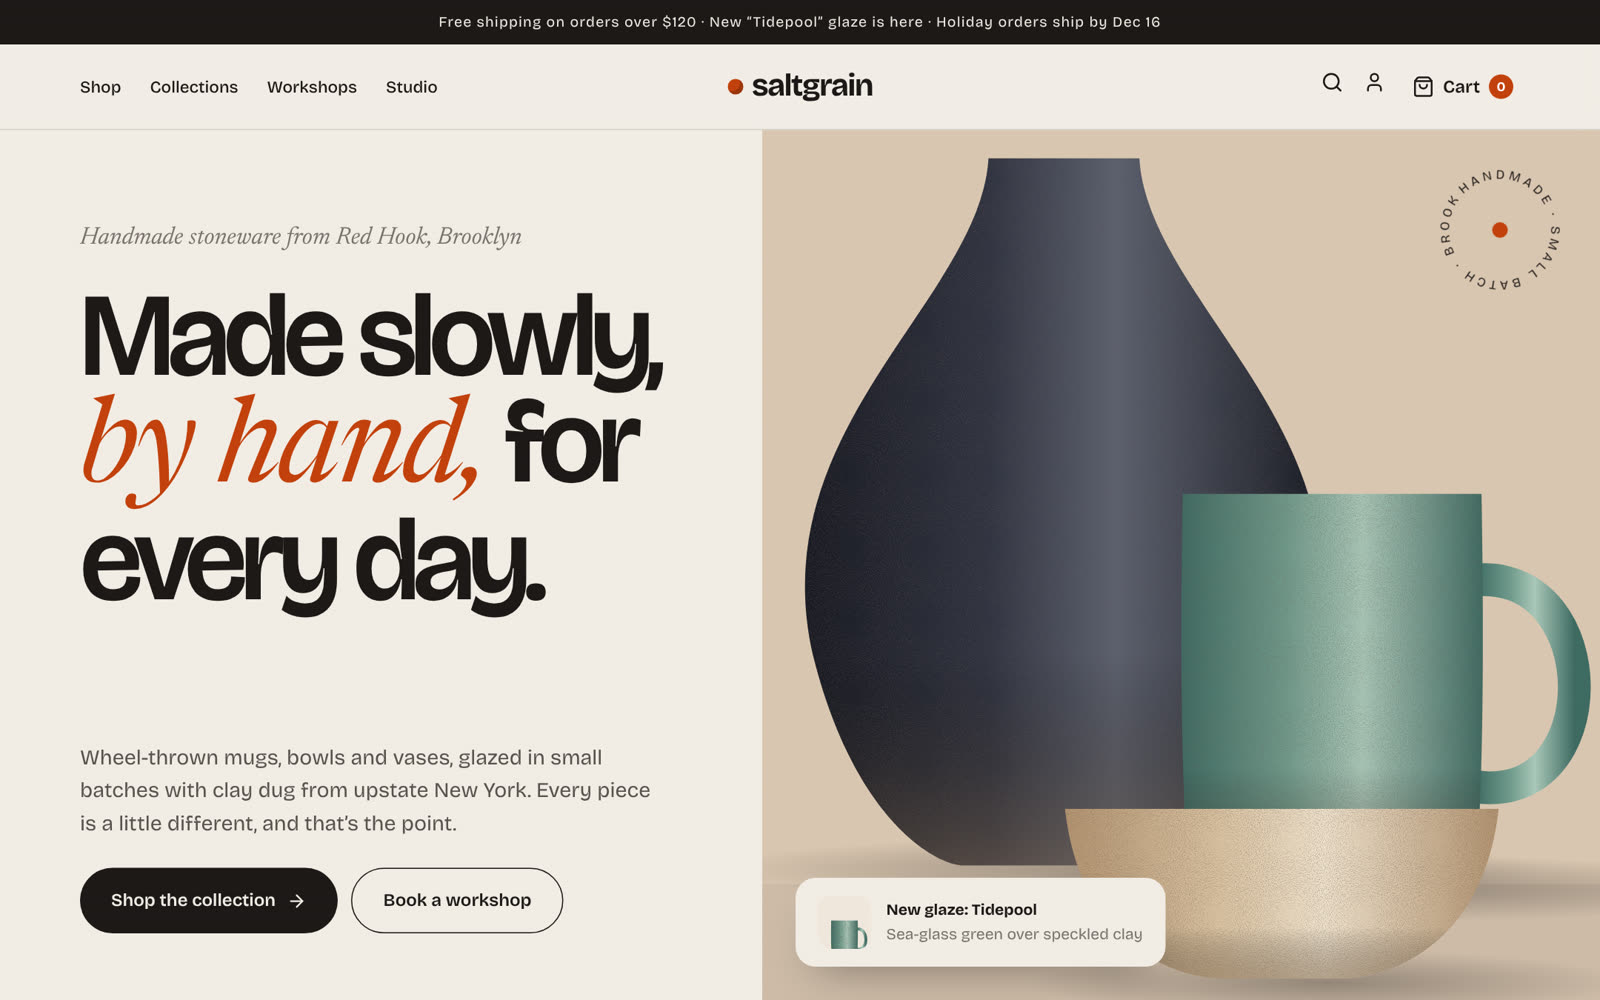 Free shipping on orders over $120 · New “Tidepool” glaze is here · Holiday orders ship by Dec 16
Shop Collections Workshops Studio
saltgrain
Cart 0
Handmade stoneware from Red Hook, Brooklyn
Made slowly,
by hand, for
every day.
Wheel-thrown mugs, bowls and vases, glazed in small
batches with clay dug from upstate New York. Every piece
is a little different, and that’s the point.
Shop the collection →
Book a workshop
HANDMADE · SMALL BATCH · BROOK
New glaze: Tidepool
Sea-glass green over speckled clay